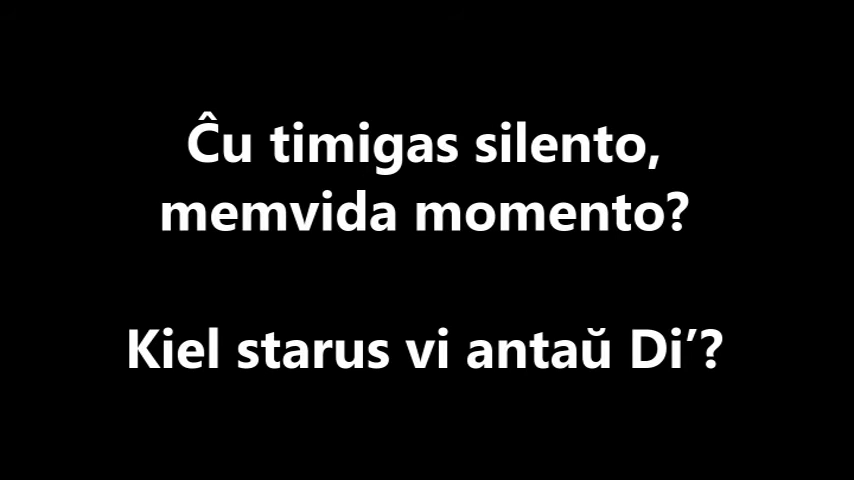 Ĉu timigas silento,
memvida momento?
Kiel starus vi antaŭ Di’?